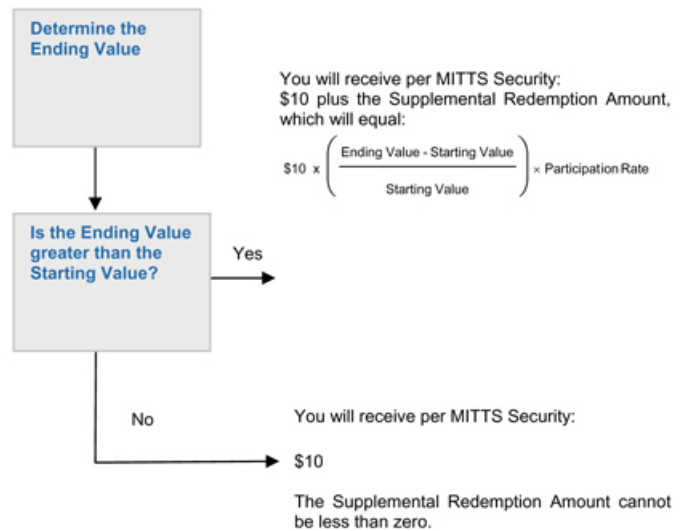 Determine the
Ending Value
You will receive per MITTS Security:
$10 plus the Supplemental Redemption Amount,
which will equal:
$10 x ( Ending Value - Starting Value
Starting Value ) × Participation Rate
Is the Ending Value
greater than the
Starting Value?
Yes
No
You will receive per MITTS Security:
$10
The Supplemental Redemption Amount cannot
be less than zero.